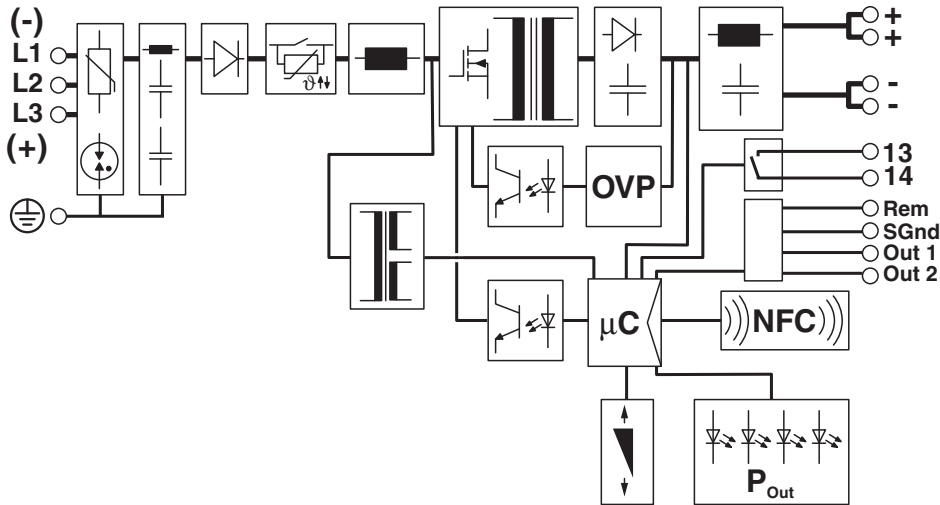 (-)
L1
L2
L3
(+)
ϑ
+
+
-
-
13
14
OVP
Rem
SGnd
Out 1
Out 2
μC
NFC
P Out